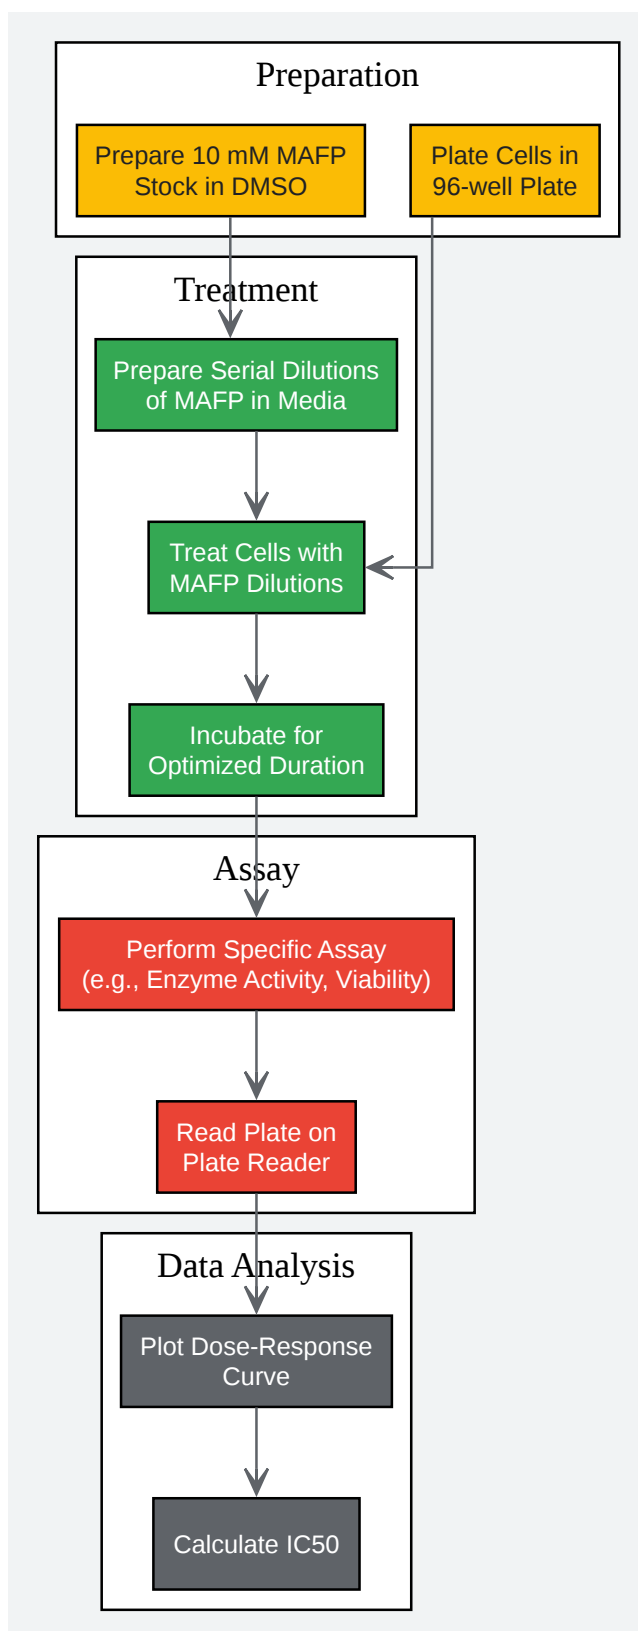 Preparation
Prepare 10 mM MAFP
Stock in DMSO
Plate Cells in
96-well Plate
Treatment
Prepare Serial Dilutions
of MAFP in Media
Treat Cells with
MAFP Dilutions
Incubate for
Optimized Duration
Assay
Perform Specific Assay
(e.g., Enzyme Activity, Viability)
Read Plate on
Plate Reader
Data Analysis
Plot Dose-Response
Curve
Calculate IC50